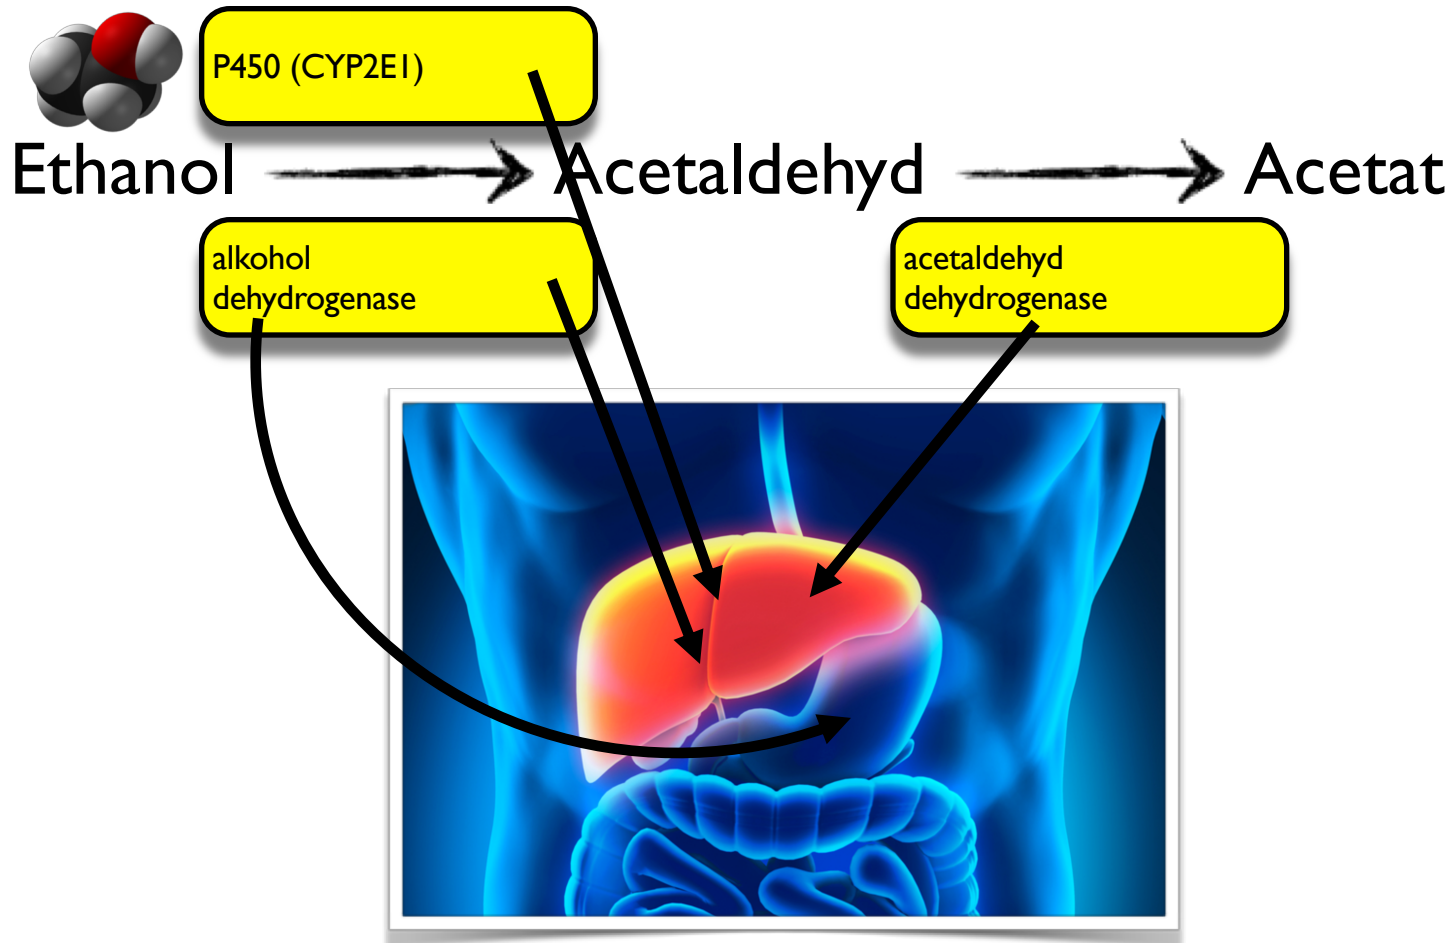 P450 (CYP2E1)
Ethanol Acetaldehyd Acetat
alkohol
dehydrogenase
acetaldehyd
dehydrogenase